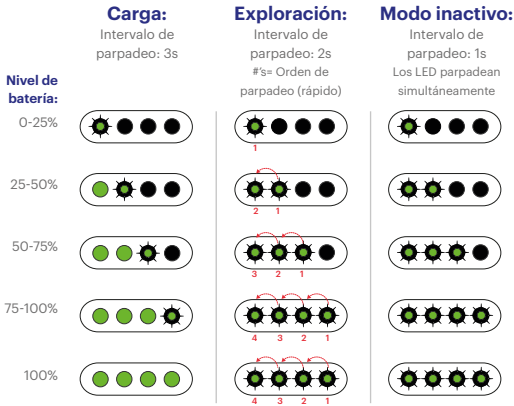 Carga:
Intervalo de
parpadeo: 3s
Exploración:
Intervalo de
parpadeo: 2s
#'s= Orden de
parpadeo (rápido)
Modo inactivo:
Intervalo de
parpadeo: 1s
Los LED parpadean
simultáneamente
Nivel de
batería:
0-25%
1
25-50%
2 1
50-75%
3 2 1
75-100%
4 3 2 1
100%
4 3 2 1